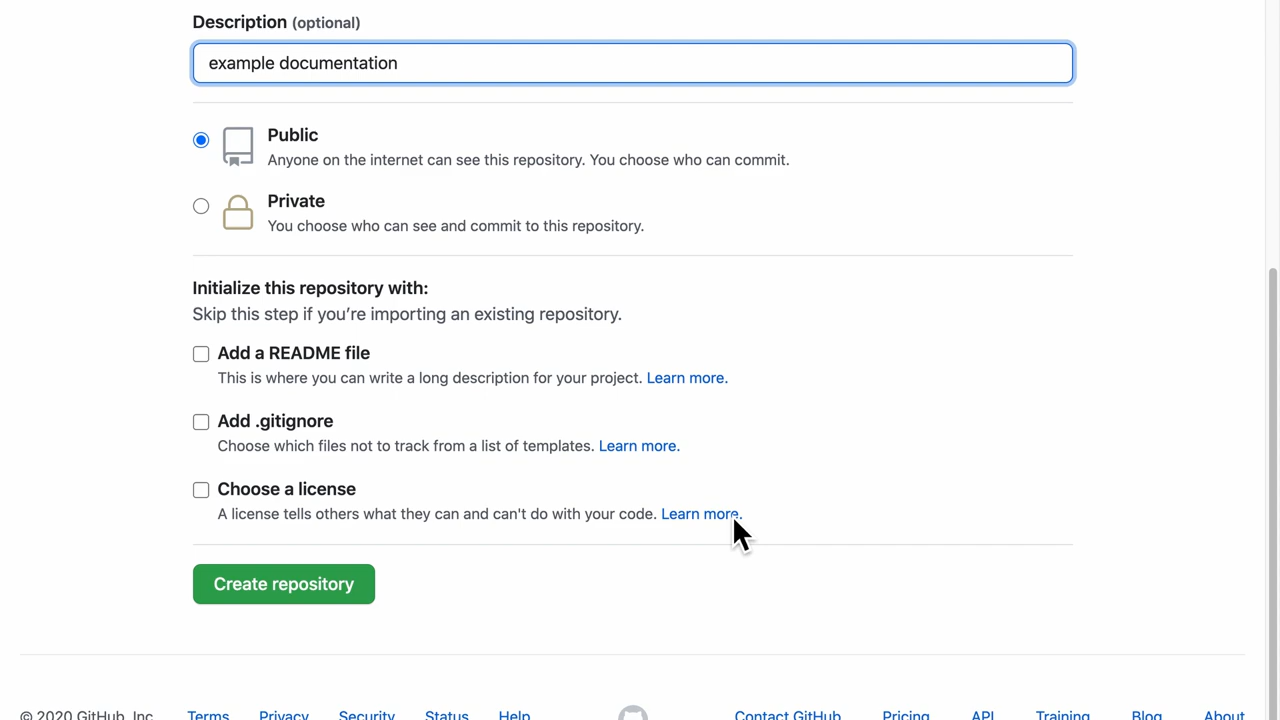 Description (optional)
example documentation
Public
Anyone on the internet can see this repository. You choose who can commit.
Private
You choose who can see and commit to this repository.
Initialize this repository with:
Skip this step if you’re importing an existing repository.
Add a README file
This is where you can write a long description for your project. Learn more.
Add .gitignore
Choose which files not to track from a list of templates. Learn more.
Choose a license
A license tells others what they can and can't do with your code. Learn more.
Create repository
© 2020 GitHub, Inc. Terms Privacy Security Status Help Contact GitHub Pricing API Training Blog About